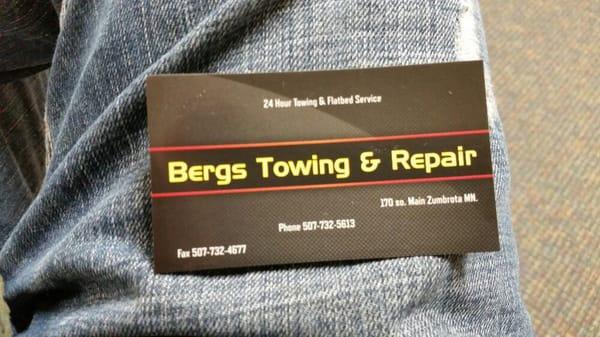 24 Hour Towing & Flatbed Service
Bergs Towing & Repair
170 so. Main Zumbrota MN.
Phone 507-732-5613
Fax 507-732-4677